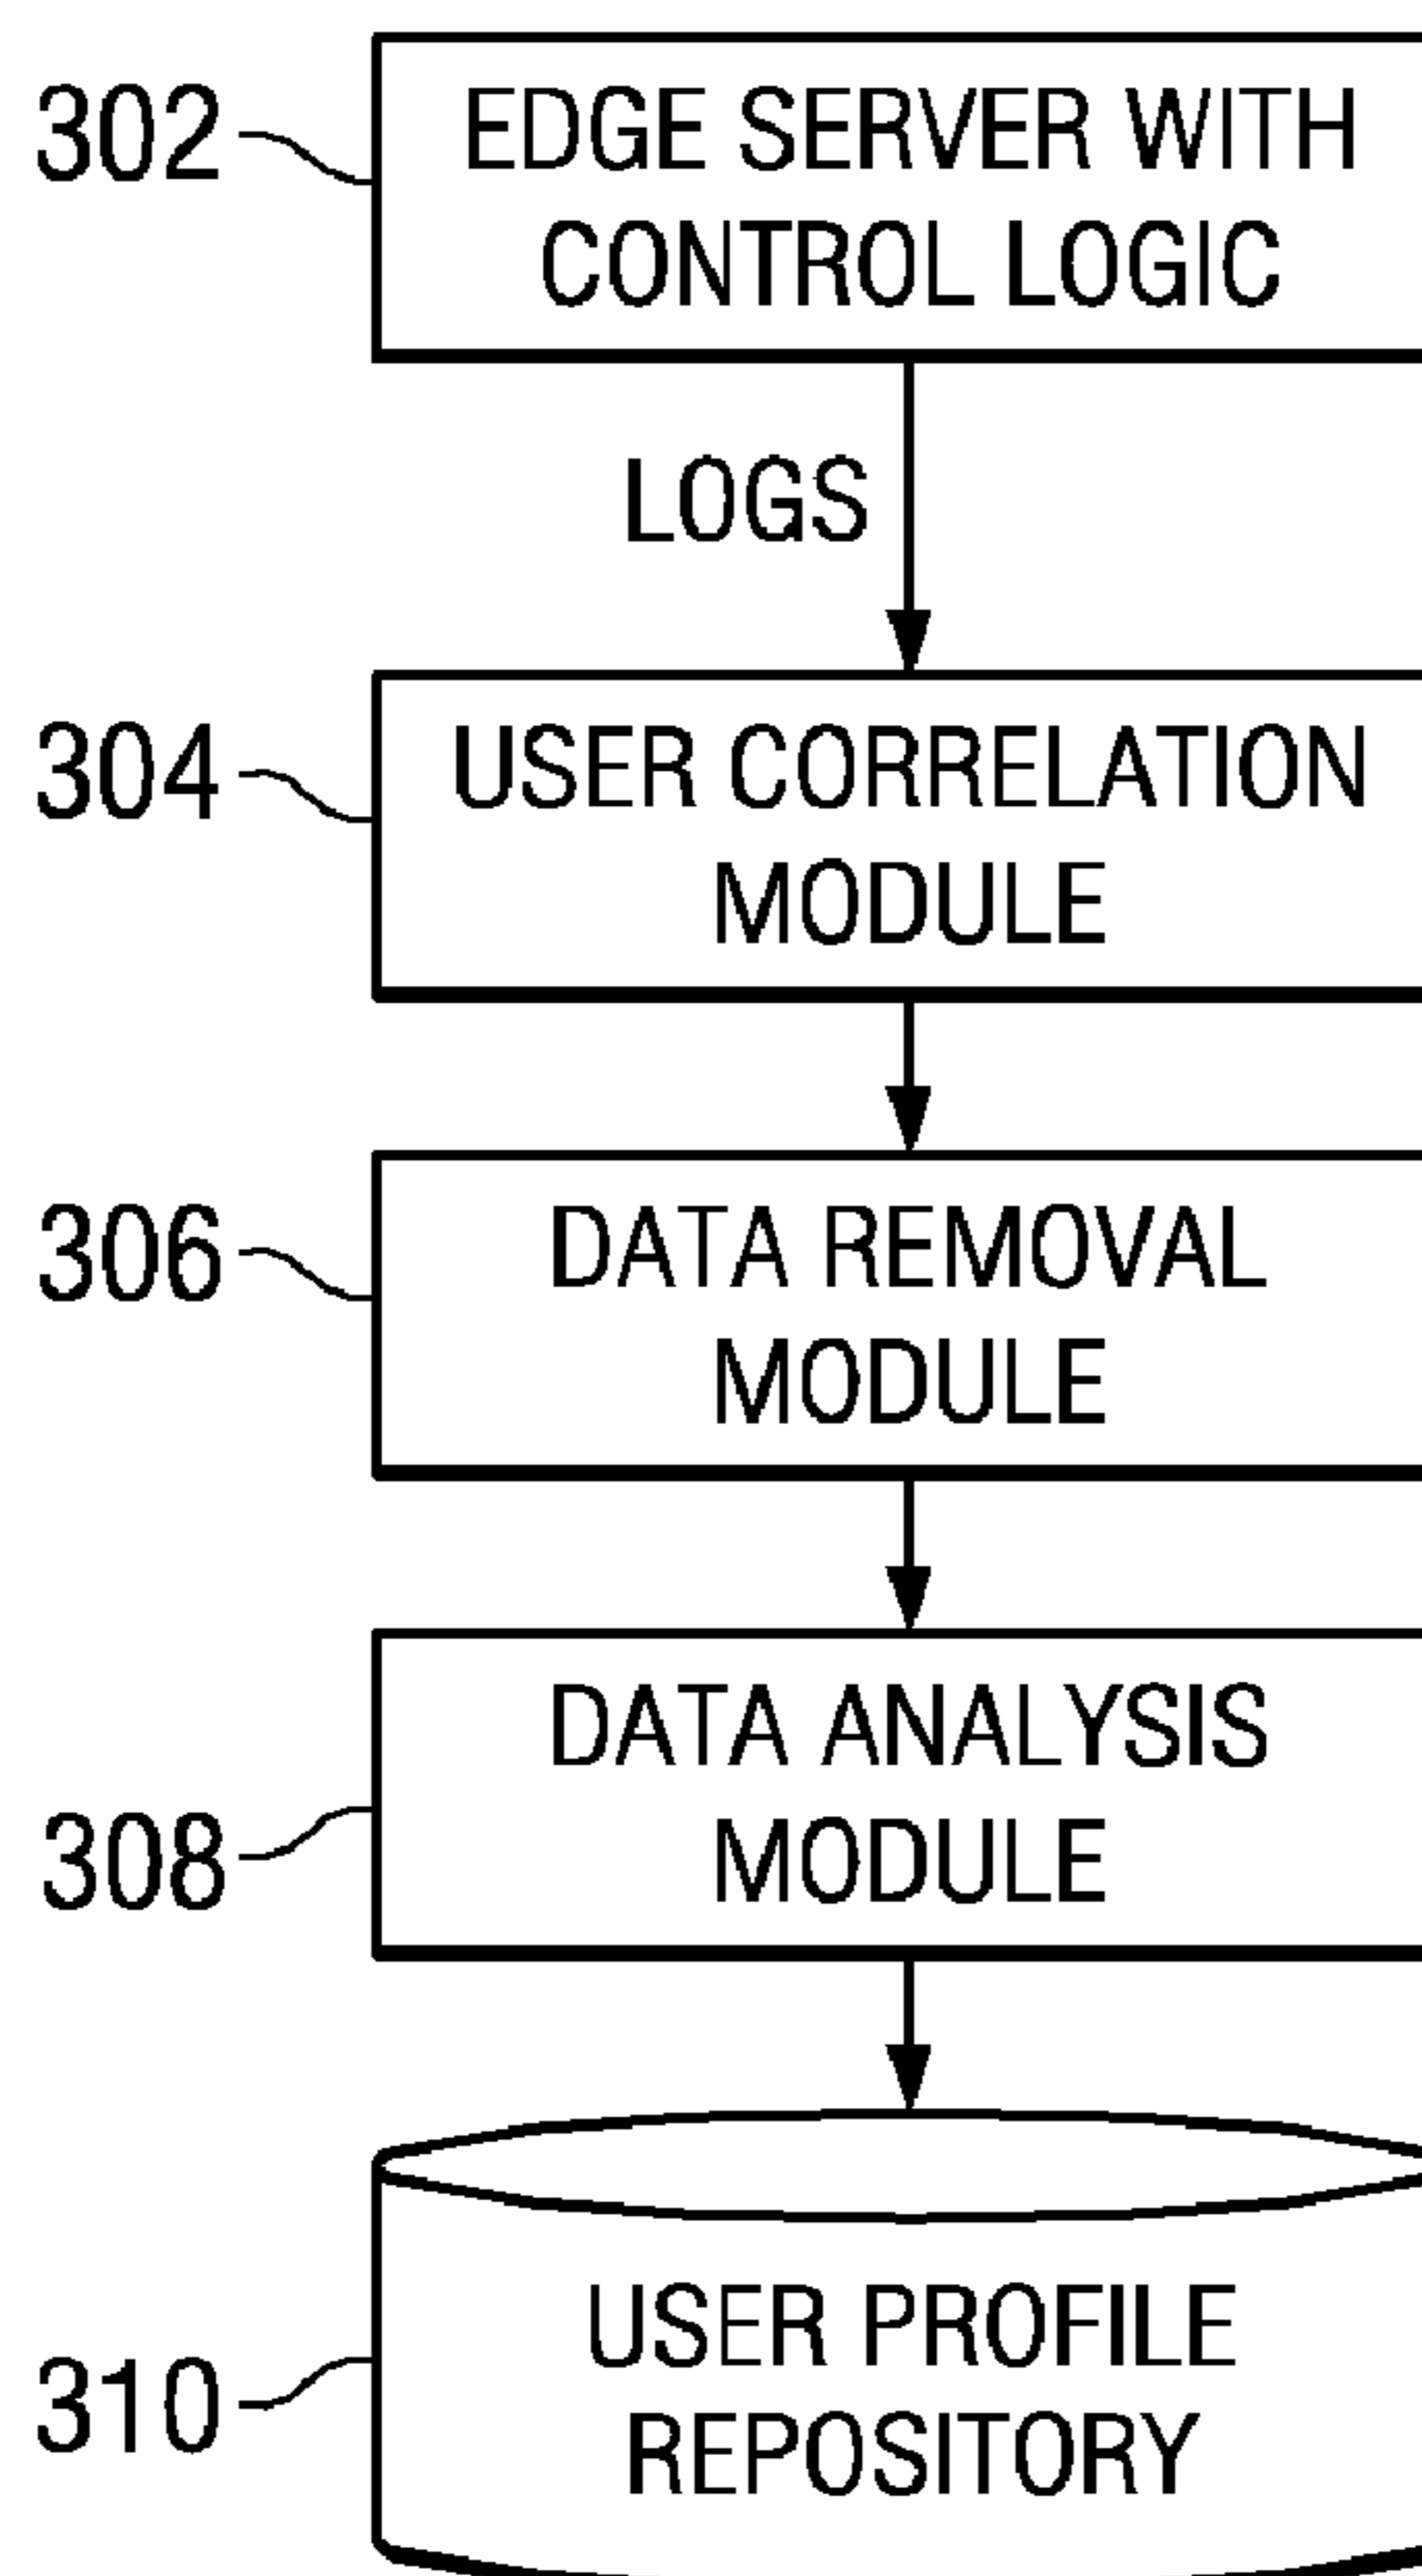 302
EDGE SERVER WITH
CONTROL LOGIC
LOGS
304
USER CORRELATION
MODULE
306
DATA REMOVAL
MODULE
DATA ANALYSIS
MODULE
308
USER PROFILE
310
REPOSITORY